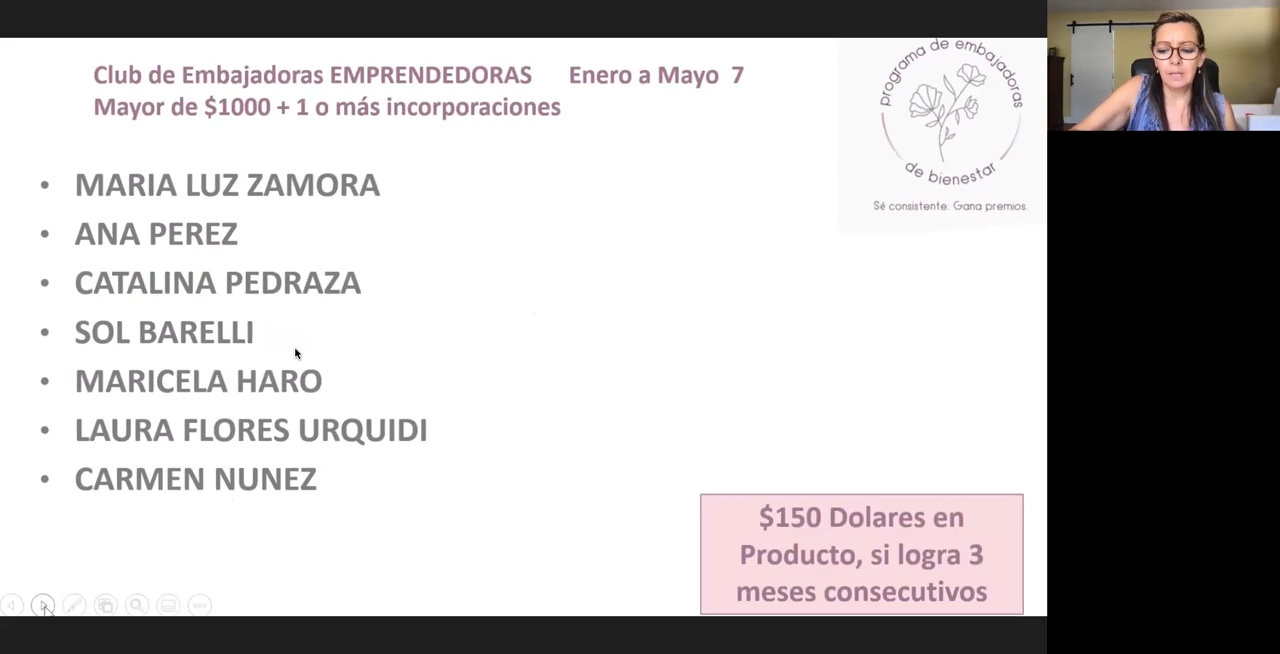 Club de Embajadoras EMPRENDEDORAS Enero a Mayo 7
Mayor de $1000 + 1 o más incorporaciones
programa de embajadoras
de bienestar
Sé consistente. Gana premios.
• MARIA LUZ ZAMORA
• ANA PEREZ
• CATALINA PEDRAZA
• SOL BARELLI
• MARICELA HARO
• LAURA FLORES URQUIDI
• CARMEN NUNEZ
$150 Dolares en
Producto, si logra 3
meses consecutivos